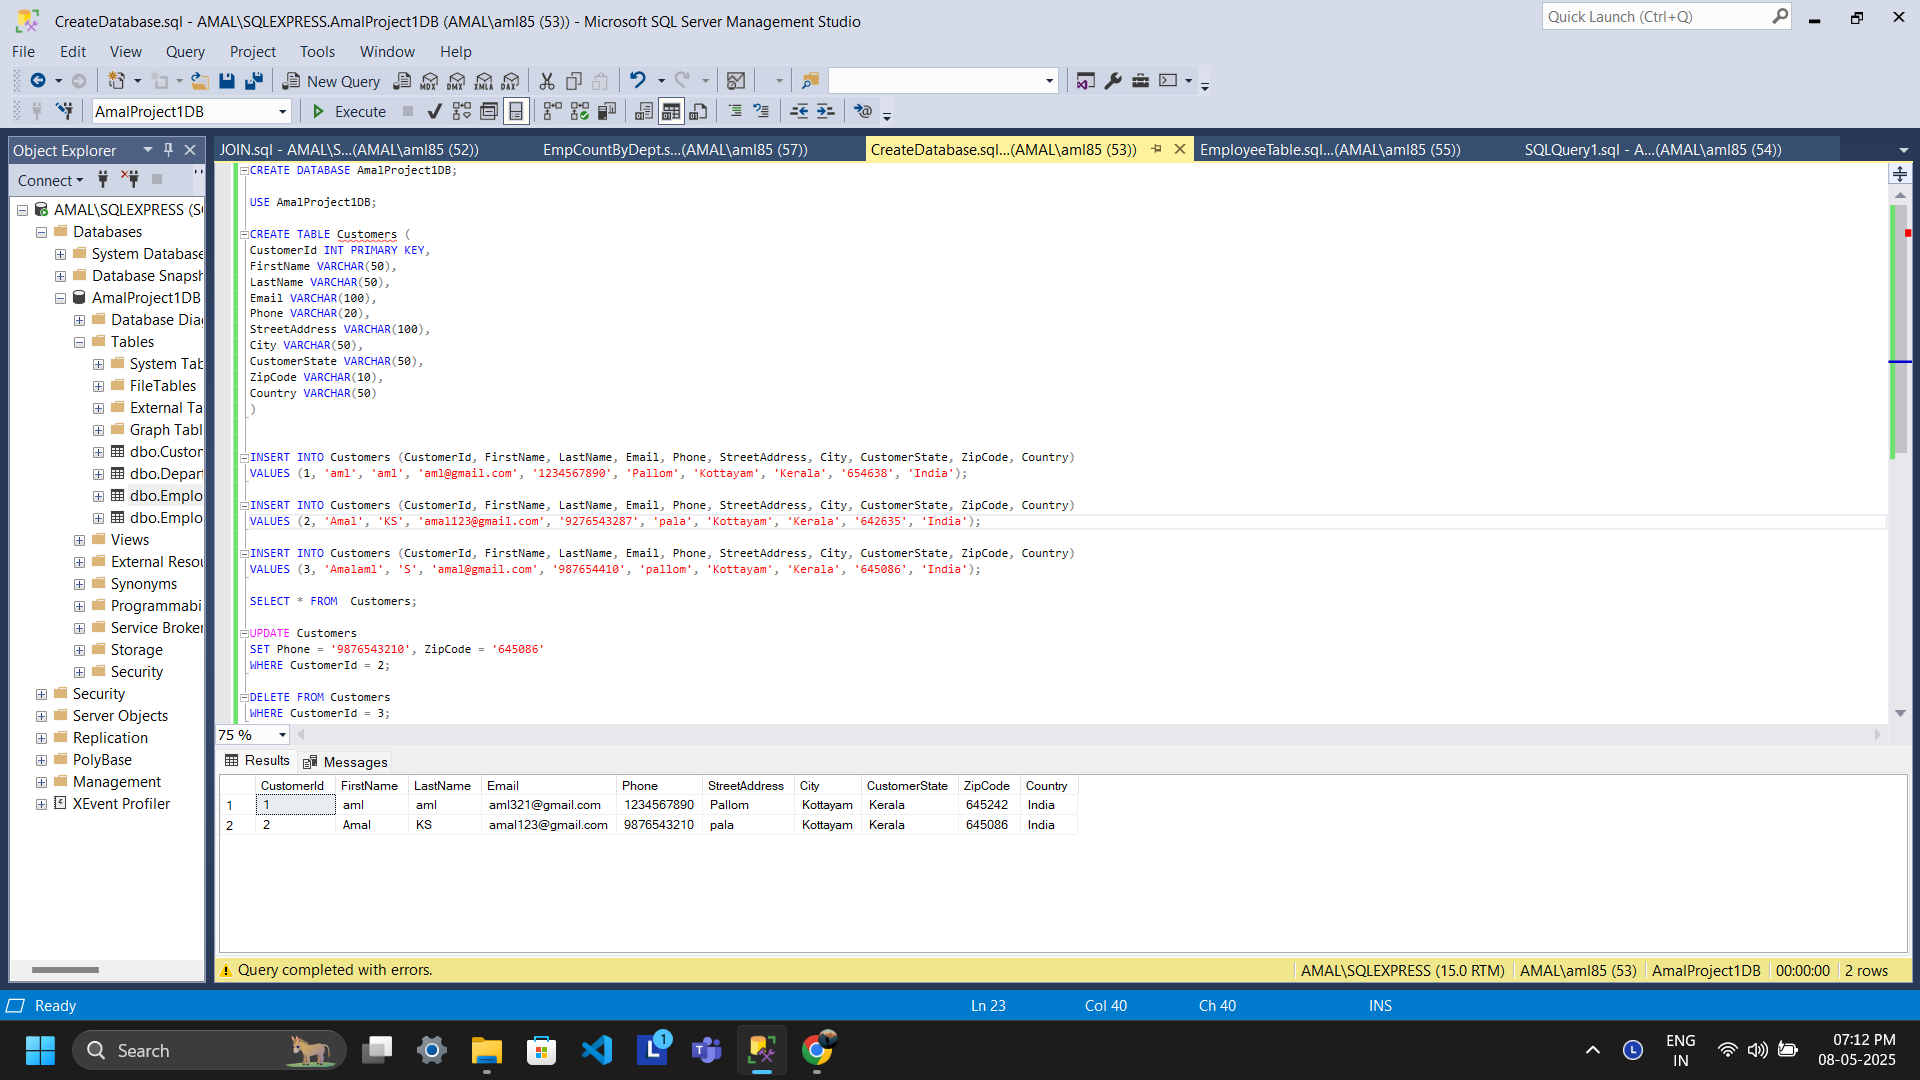 CreateDatabase.sql - AMAL\SQLEXPRESS.AmalProject1DB (AMAL\aml85 (53)) - Microsoft SQL Server Management Studio
Quick Launch (Ctrl+Q)
File Edit View Query Project Tools Window Help
New Query MDX DMX XMLA DAX
AmalProject1DB Execute
Object Explorer
JOIN.sql - AMAL\S...(AMAL\aml85 (52)) EmpCountByDept.s...(AMAL\aml85 (57)) CreateDatabase.sql...(AMAL\aml85 (53)) EmployeeTable.sql...(AMAL\aml85 (55)) SQLQuery1.sql - A...(AMAL\aml85 (54))
Connect
AMAL\SQLEXPRESS (S
Databases
System Database
Database Snapsh
AmalProject1DB
Database Dia
Tables
System Tab
FileTables
External Ta
Graph Tabl
dbo.Custon
dbo.Depar
dbo.Emplo
dbo.Emplo
Views
External Resou
Synonyms
Programmabi
Service Broker
Storage
Security
Security
Server Objects
Replication
PolyBase
Management
XEvent Profiler
CREATE DATABASE AmalProject1DB;
USE AmalProject1DB;
CREATE TABLE Customers (
CustomerId INT PRIMARY KEY,
FirstName VARCHAR(50),
LastName VARCHAR(50),
Email VARCHAR(100),
Phone VARCHAR(20),
StreetAddress VARCHAR(100),
City VARCHAR(50),
CustomerState VARCHAR(50),
ZipCode VARCHAR(10),
Country VARCHAR(50)
)
INSERT INTO Customers (CustomerId, FirstName, LastName, Email, Phone, StreetAddress, City, CustomerState, ZipCode, Country)
VALUES (1, 'aml', 'aml', 'aml@gmail.com', '1234567890', 'Pallom', 'Kottayam', 'Kerala', '654638', 'India');
INSERT INTO Customers (CustomerId, FirstName, LastName, Email, Phone, StreetAddress, City, CustomerState, ZipCode, Country)
VALUES (2, 'Amal', 'KS', 'amal123@gmail.com', '9276543287', 'pala', 'Kottayam', 'Kerala', '642635', 'India');
INSERT INTO Customers (CustomerId, FirstName, LastName, Email, Phone, StreetAddress, City, CustomerState, ZipCode, Country)
VALUES (3, 'Amalaml', 'S', 'amal@gmail.com', '987654410', 'pallom', 'Kottayam', 'Kerala', '645086', 'India');
SELECT * FROM  Customers;
UPDATE Customers
SET Phone = '9876543210', ZipCode = '645086'
WHERE CustomerId = 2;
DELETE FROM Customers
WHERE CustomerId = 3;
75 %
Results Messages
CustomerId FirstName LastName Email Phone StreetAddress City CustomerState ZipCode Country
1 1 aml aml aml321@gmail.com 1234567890 Pallom Kottayam Kerala 645242 India
2 2 Amal KS amal123@gmail.com 9876543210 pala Kottayam Kerala 645086 India
Query completed with errors. AMAL\SQLEXPRESS (15.0 RTM) AMAL\aml85 (53) AmalProject1DB 00:00:00 2 rows
Ready Ln 23 Col 40 Ch 40 INS
Search
L 1
T
L
ENG
IN
07:12 PM
08-05-2025